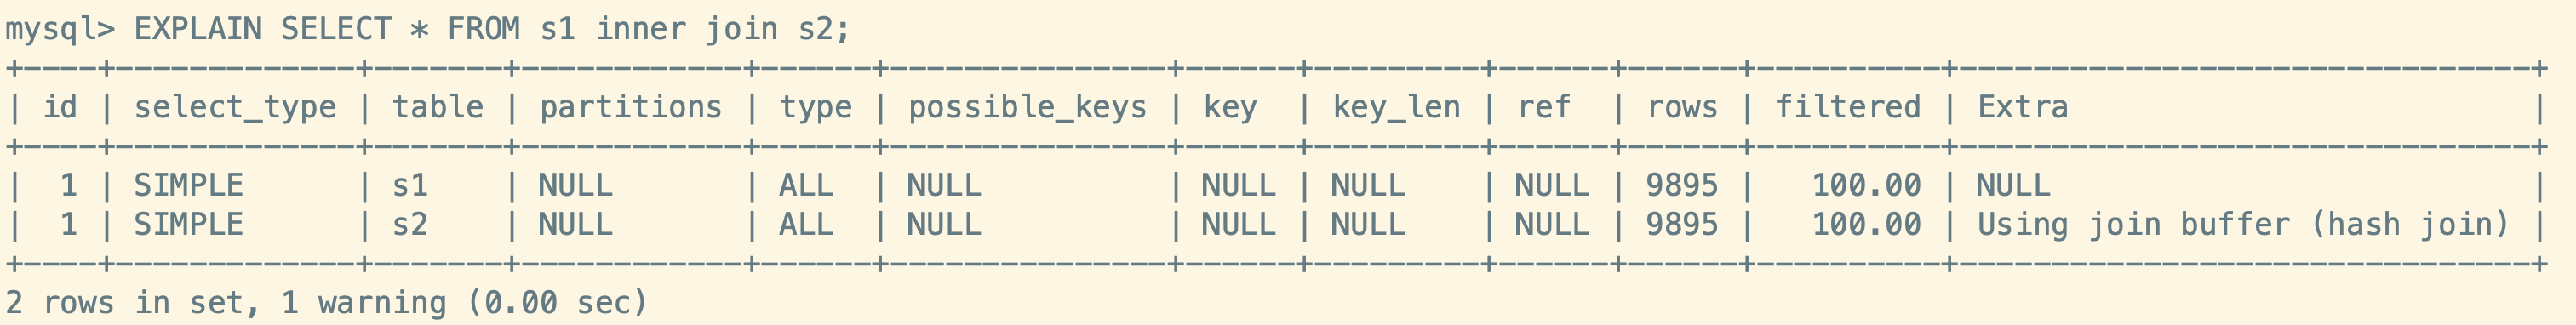 mysql> EXPLAIN SELECT * FROM s1 inner join s2;
+----+-------------+-------+------------+------+---------------+------+---------+------+------+----------+-------------------------------+
| id | select_type | table | partitions | type | possible_keys | key  | key_len | ref  | rows | filtered | Extra                         |
+----+-------------+-------+------------+------+---------------+------+---------+------+------+----------+-------------------------------+
|  1 | SIMPLE      | s1    | NULL       | ALL  | NULL          | NULL | NULL    | NULL | 9895 |   100.00 | NULL                          |
|  1 | SIMPLE      | s2    | NULL       | ALL  | NULL          | NULL | NULL    | NULL | 9895 |   100.00 | Using join buffer (hash join) |
+----+-------------+-------+------------+------+---------------+------+---------+------+------+----------+-------------------------------+
2 rows in set, 1 warning (0.00 sec)